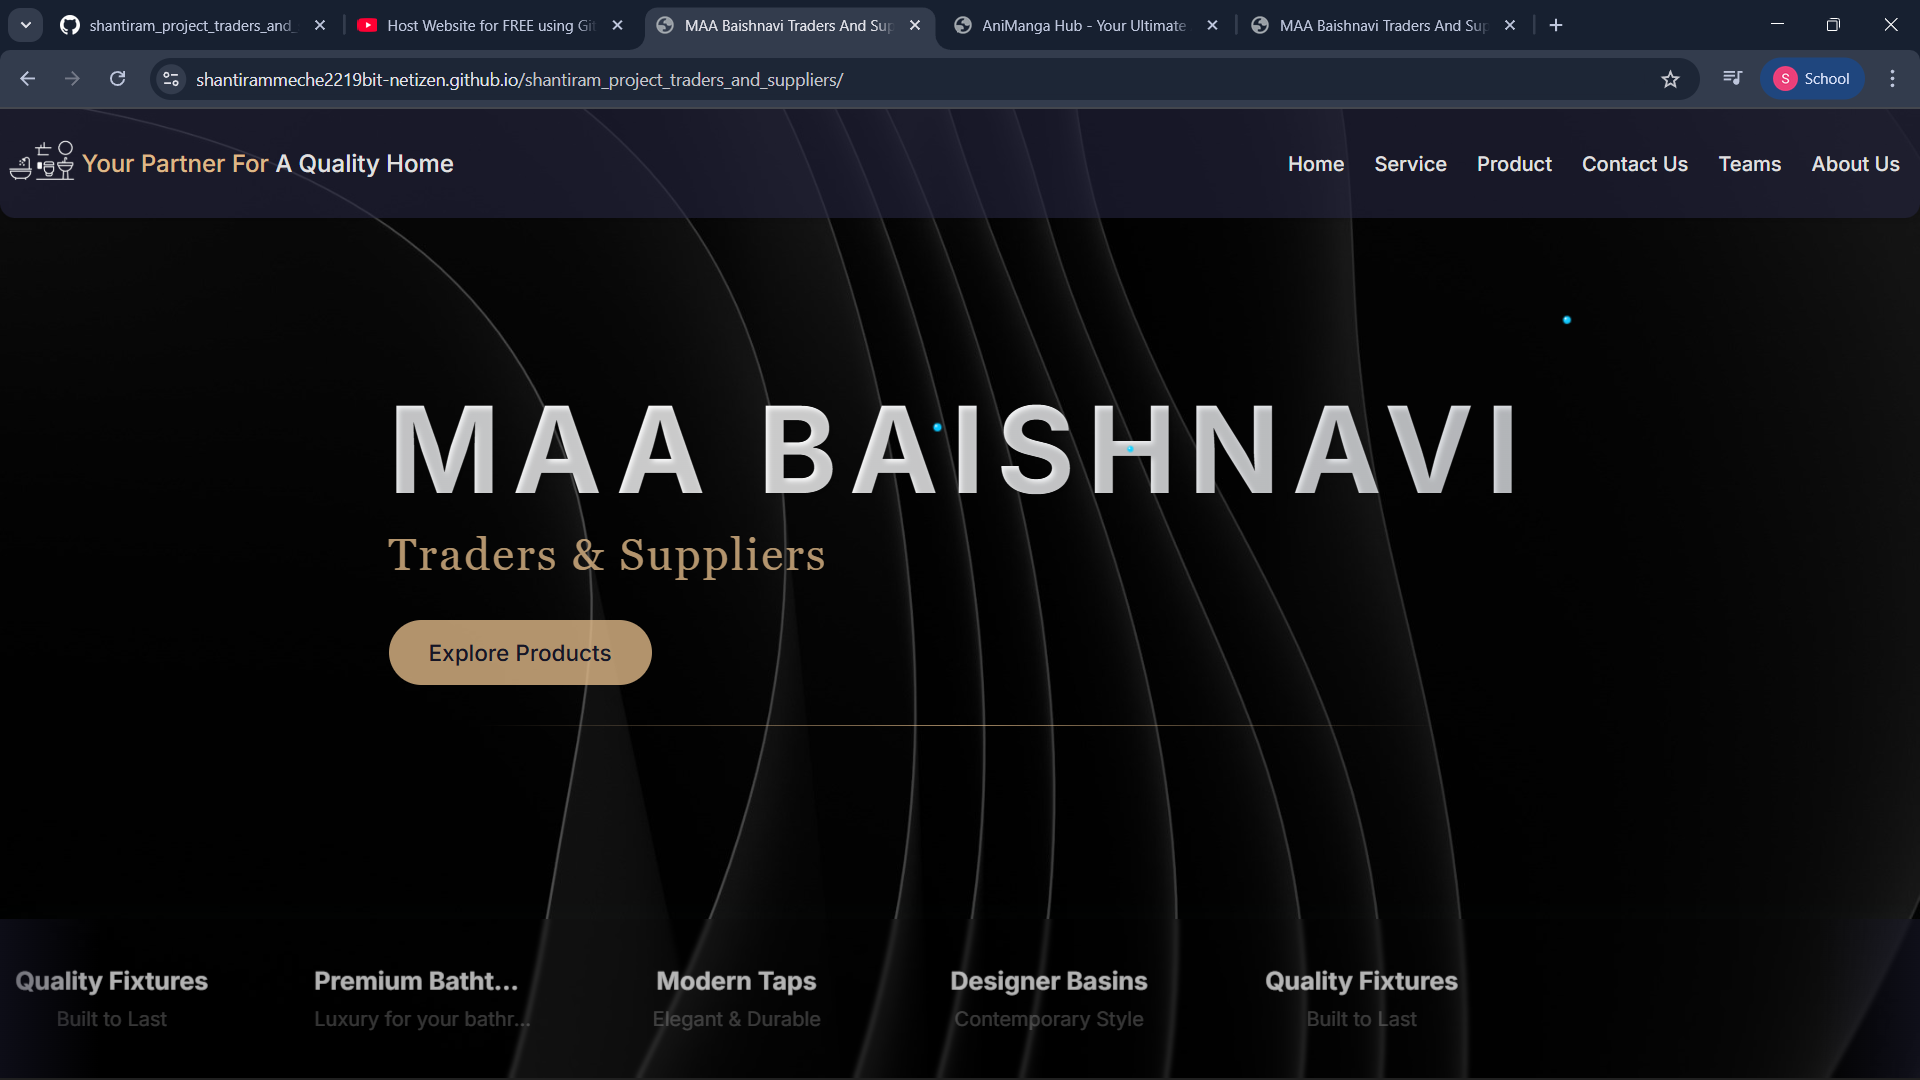 shantiram_project_traders_and_
Host Website for FREE using Git
MAA Baishnavi Traders And Sup
AniManga Hub - Your Ultimate
MAA Baishnavi Traders And Sup
shantirammeche2219bit-netizen.github.io/shantiram_project_traders_and_suppliers/
S School
Your Partner For A Quality Home
Home Service Product Contact Us Teams About Us
MAA BAISHNAVI
Traders & Suppliers
Explore Products
Quality Fixtures Premium Batht... Modern Taps Designer Basins Quality Fixtures
Built to Last Luxury for your bathr... Elegant & Durable Contemporary Style Built to Last